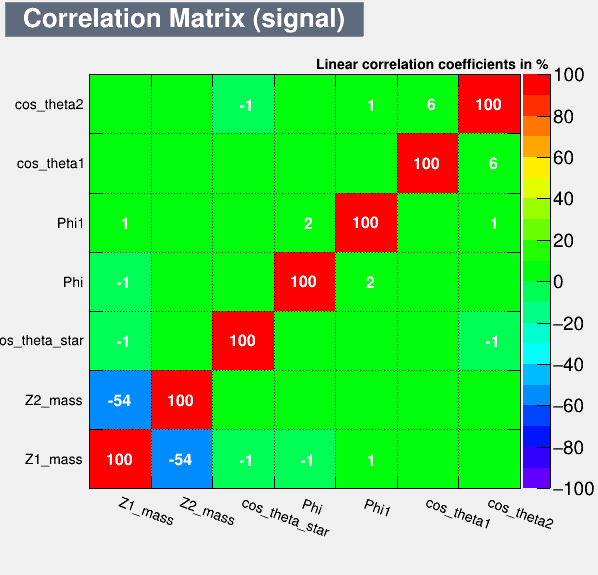 Correlation Matrix (signal)
Linear correlation coefficients in %
cos_theta2 -1 1 6 100
cos_theta1 100 6
Phi1 1 2 100 1
Phi -1 100 2
os_theta_star -1 100 -1
Z2_mass -54 100
Z1_mass 100 -54 -1 -1 1
Z1_mass Z2_mass cos_theta_star Phi Phi1 cos_theta1 cos_theta2
100
80
60
40
20
0
−20
−40
−60
−80
−100